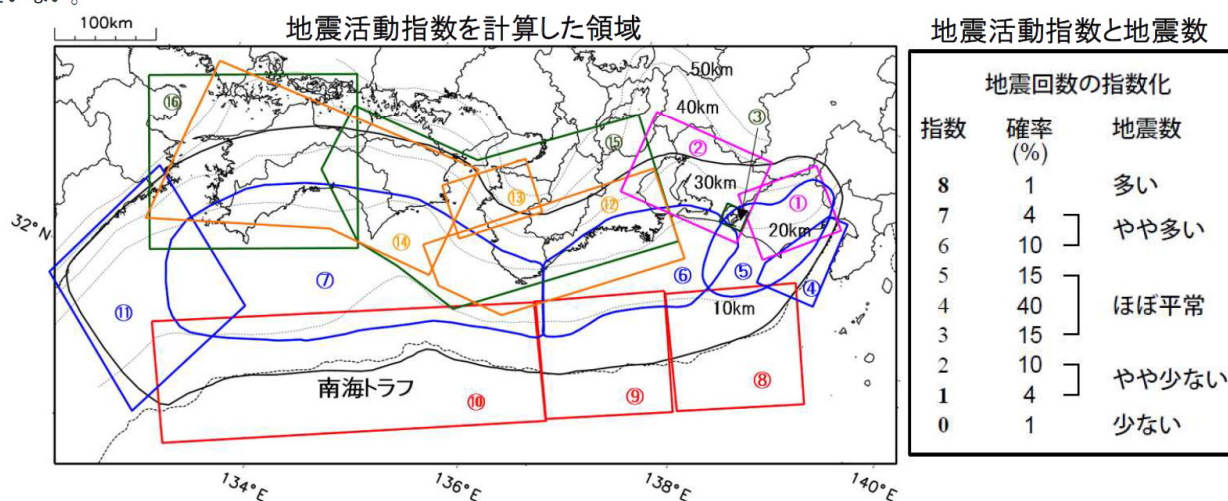 いない。
地震活動指数を計算した領域
100km
50km
40km
③
⑯
⑮
②
30km
①
⑬
⑫
20km
32°N
⑭
⑦
⑥
⑤
④
⑪
10km
南海トラフ
⑩
⑨
⑧
134°E
136°E
138°E
140°E
地震活動指数と地震数
地震回数の指数化
指数 確率 地震数
(%)
8 1 多い
7 4
やや多い
6 10
5 15
4 40 ほぼ平常
3 15
2 10
やや少ない
1 4
0 1 少ない